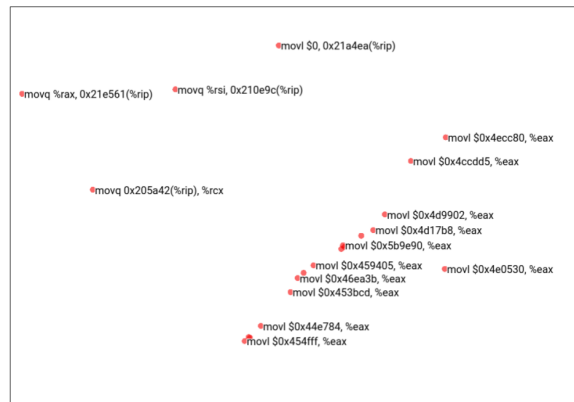 movl $0, 0x21a4ea(%rip)
movq %rsi, 0x210e9c(%rip)
movq %rax, 0x21e561(%rip)
movl $0x4ecc80, %eax
movl $0x4ccdd5, %eax
movq 0x205a42(%rip), %rcx
movl $0x4d9902, %eax
movl $0x4d17b8, %eax
movl $0x5b9e90, %eax
movl $0x459405, %eax
movl $0x4e0530, %eax
movl $0x46ea3b, %eax
movl $0x453bcd, %eax
movl $0x44e784, %eax
movl $0x454fff, %eax